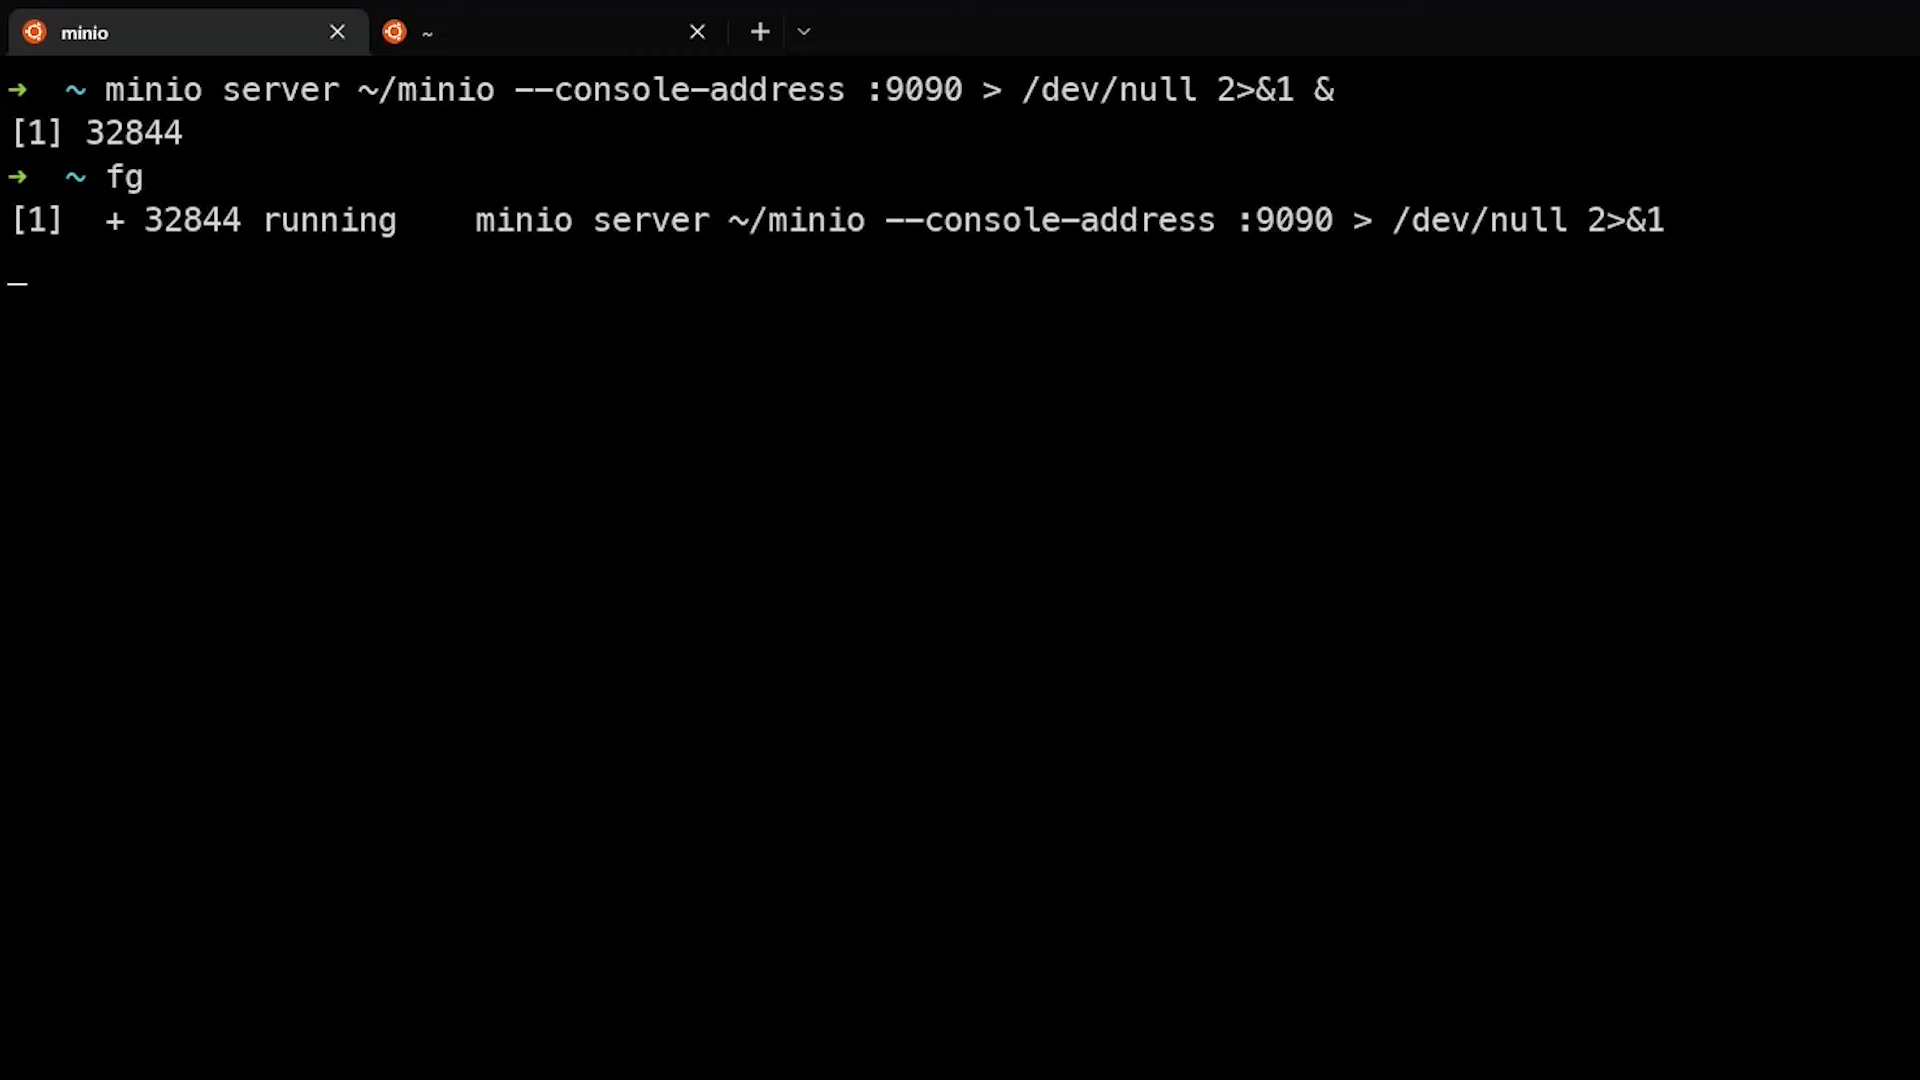 minio
~
➜ ~ minio server ~/minio --console-address :9090 > /dev/null 2>&1 &
[1] 32844
➜ ~ fg
[1] + 32844 running minio server ~/minio --console-address :9090 > /dev/null 2>&1